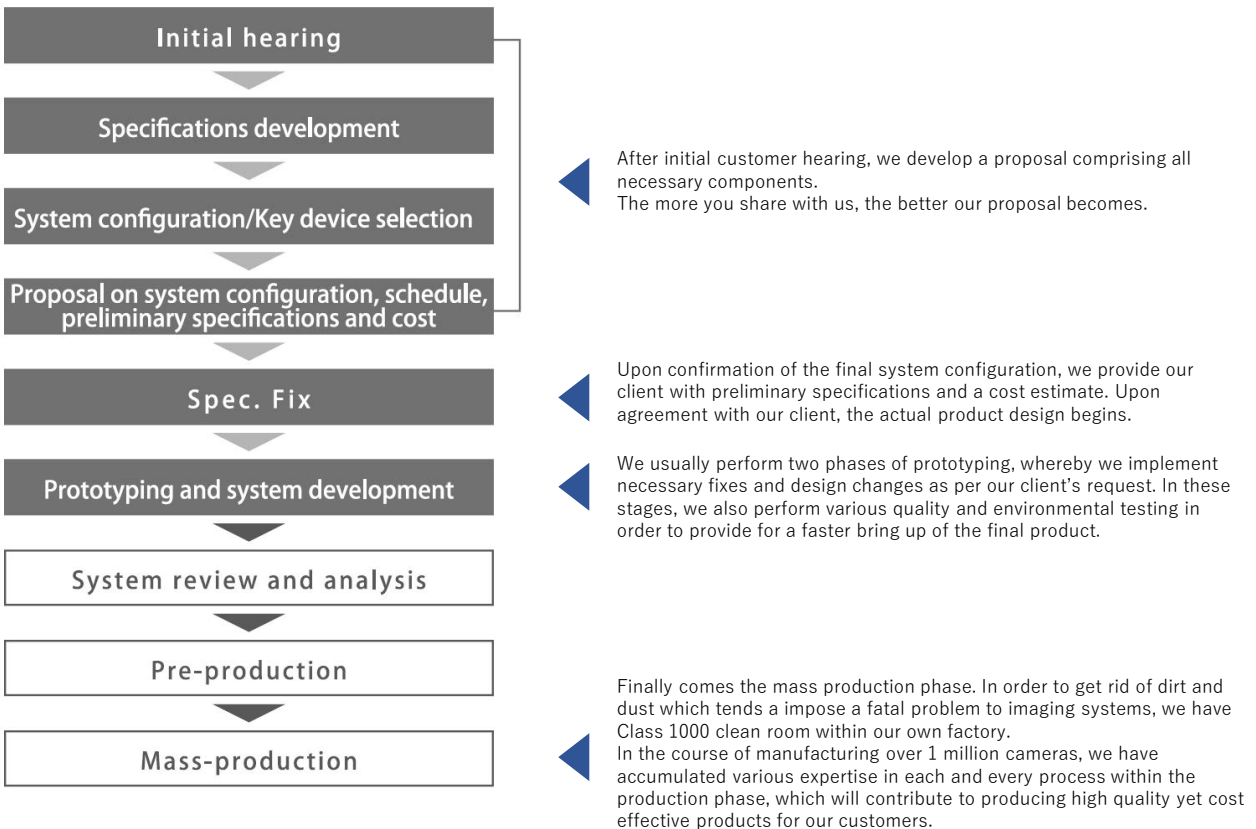 Initial hearing
Specifications development
System configuration/Key device selection
Proposal on system configuration, schedule,
preliminary specifications and cost
Spec. Fix
Prototyping and system development
System review and analysis
Pre-production
Mass-production
After initial customer hearing, we develop a proposal comprising all
necessary components.
The more you share with us, the better our proposal becomes.
Upon confirmation of the final system configuration, we provide our
client with preliminary specifications and a cost estimate. Upon
agreement with our client, the actual product design begins.
We usually perform two phases of prototyping, whereby we implement
necessary fixes and design changes as per our client's request. In these
stages, we also perform various quality and environmental testing in
order to provide for a faster bring up of the final product.
Finally comes the mass production phase. In order to get rid of dirt and
dust which tends a impose a fatal problem to imaging systems, we have
Class 1000 clean room within our own factory.
In the course of manufacturing over 1 million cameras, we have
accumulated various expertise in each and every process within the
production phase, which will contribute to producing high quality yet cost
effective products for our customers.